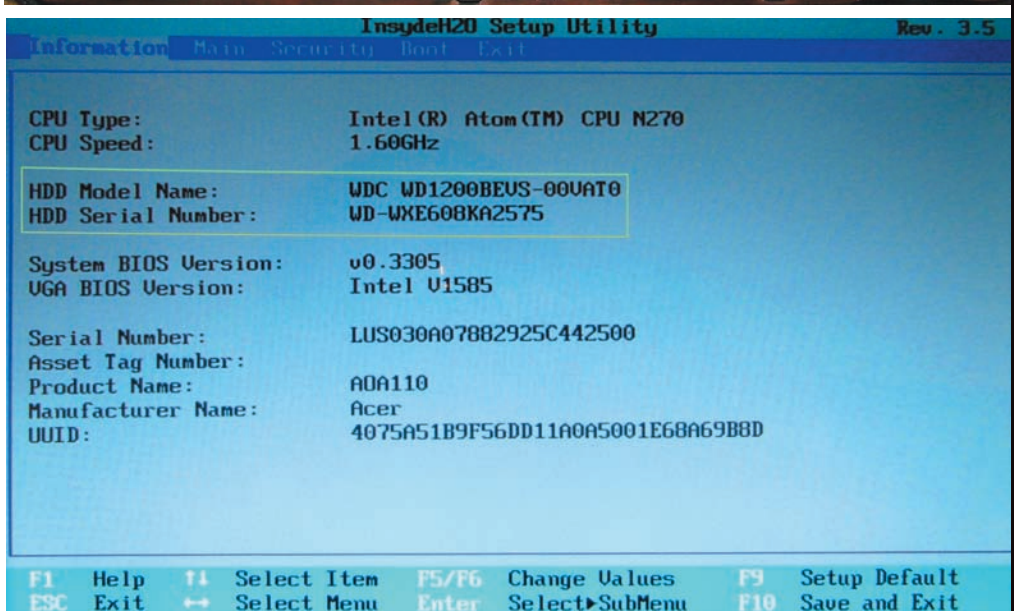 InsydeH20 Setup Utility Rev. 3.5
Information Main Security Boot Exit
CPU Type: Intel(R) Atom(TM) CPU N270
CPU Speed: 1.60GHz
HDD Model Name: WDC WD1200BEVS-00VAT0
HDD Serial Number: WD-WXE608KA2575
System BIOS Version: v0.3305
VGA BIOS Version: Intel V1585
Serial Number: LUS030A07882925C442500
Asset Tag Number:
Product Name: AOA110
Manufacturer Name: Acer
UUID: 4075A51B9F56DD11A0A5001E68A69B8D
F1 Help ↑↓ Select Item F5/F6 Change Values F9 Setup Default
ESC Exit ↔ Select Menu Enter Select▶SubMenu F10 Save and Exit